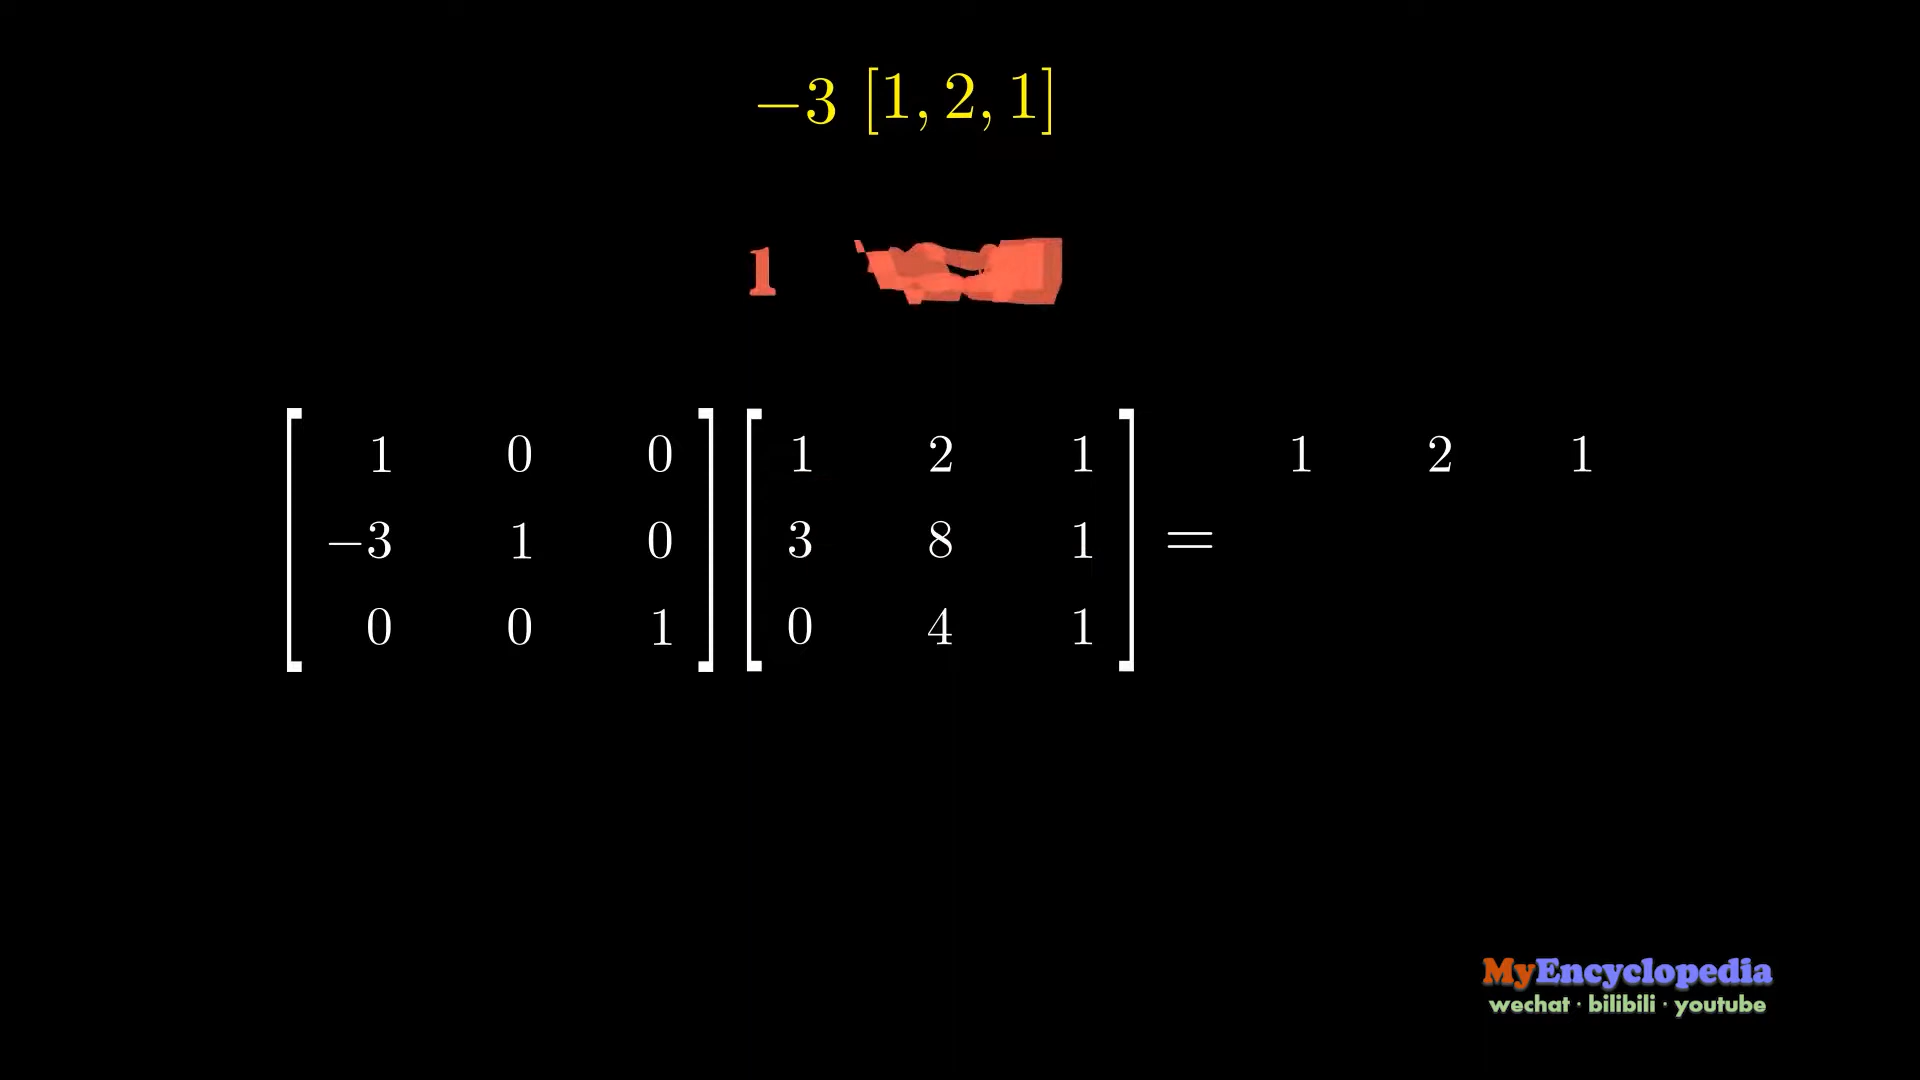 −3 [1, 2, 1]
1
1 0 0 1 2 1 1 2 1
−3 1 0 3 8 1 =
0 0 1 0 4 1
MyEncyclopedia
wechat · bilibili · youtube